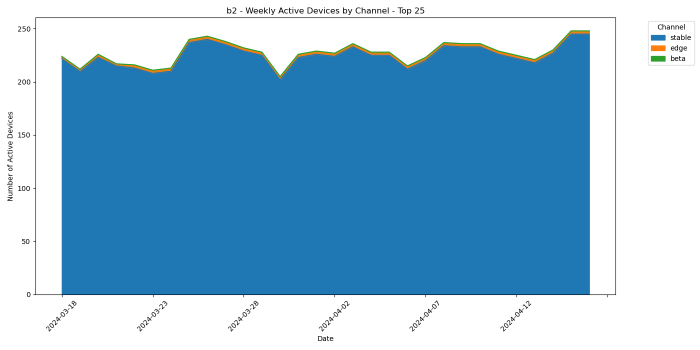 b2 - Weekly Active Devices by Channel - Top 25
Number of Active Devices
250
200
150
100
50
0
2024-03-18
2024-03-23
2024-03-28
2024-04-02
2024-04-07
2024-04-12
Date
Channel
stable
edge
beta